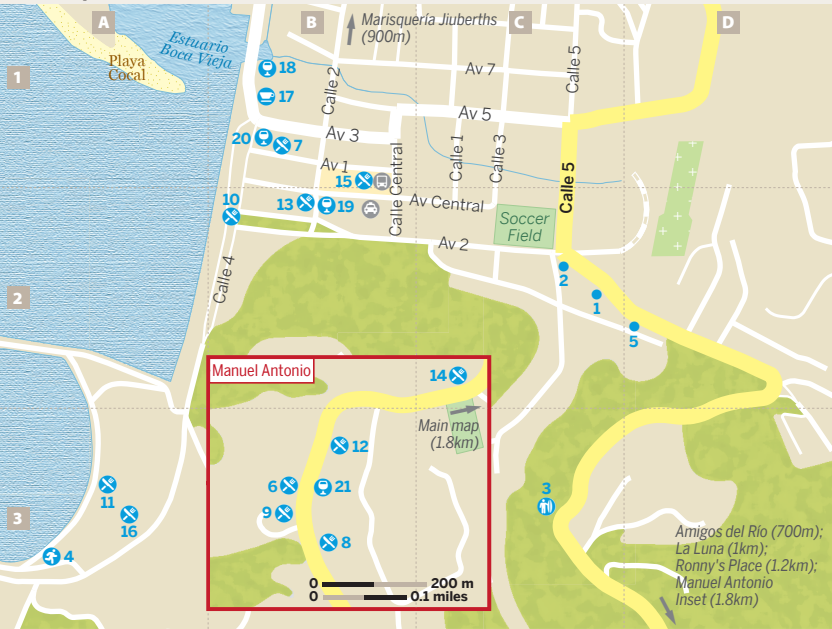 A
B
C
D
Estuario
Boca Vieja
Marisquería Jiuberths
(900m)
Playa
Cocal
1
18
17
Calle 2
Av 7
Calle 5
Av 5
20
7
Av 3
Calle 1
Calle 3
Av 1
15
Calle Central
Calle 5
10
13
19
Av Central
Soccer
Field
Av 2
2
Calle 4
2
1
5
Manuel Antonio
14
Main map
(1.8km)
12
6
21
9
8
0
200 m
0
0.1 miles
3
11
16
4
3
Amigos del Río (700m);
La Luna (1km);
Ronny's Place (1.2km);
Manuel Antonio
Inset (1.8km)